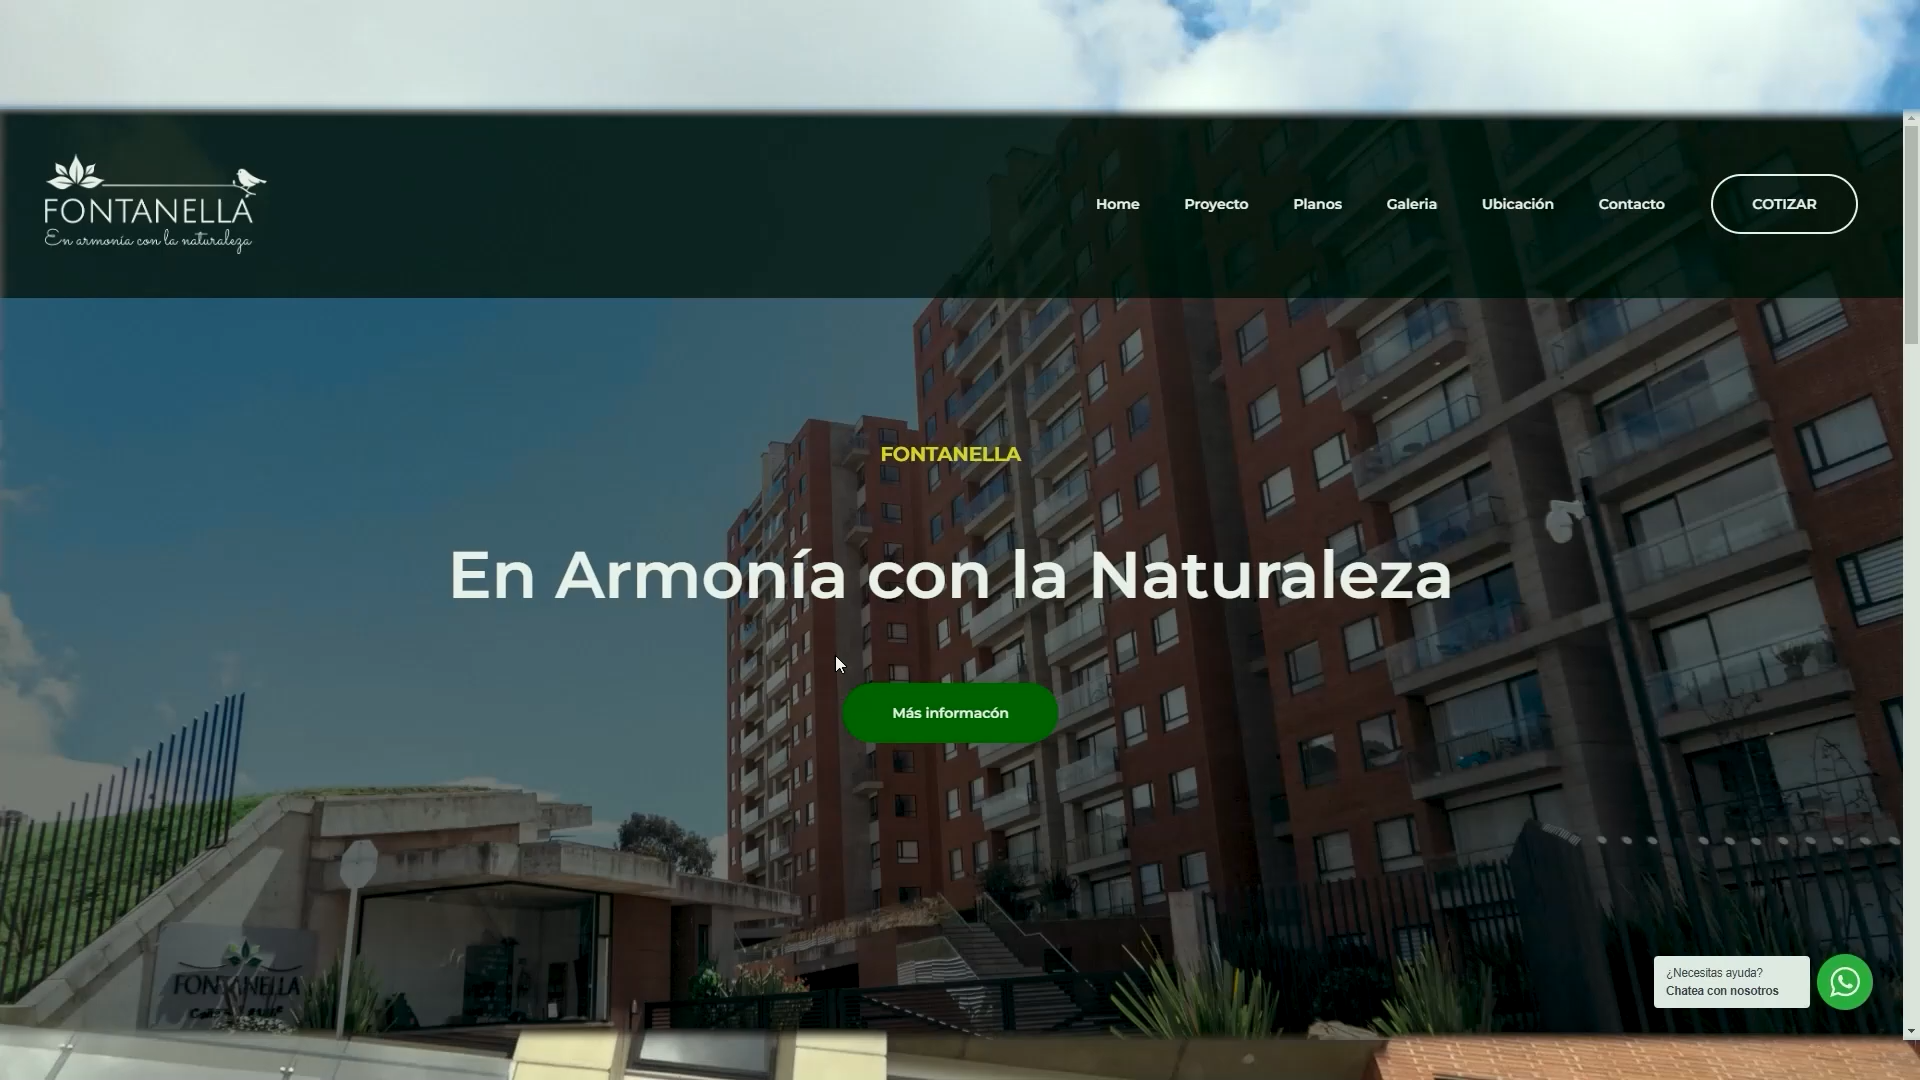 FONTANELLA
En armonía con la naturaleza
Home Proyecto Planos Galeria Ubicación Contacto COTIZAR
FONTANELLA
En Armonía con la Naturaleza
Más informacón
FONTANELLA
¿Necesitas ayuda?
Chatea con nosotros